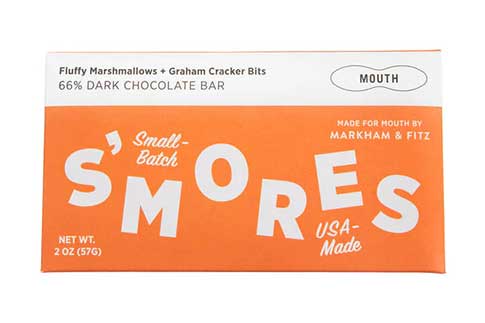 Fluffy Marshmallows + Graham Cracker Bits
66% DARK CHOCOLATE BAR
MOUTH
MADE FOR MOUTH BY
MARKHAM & FITZ
Small-
Batch
S'MORES
USA-
Made
NET WT.
2 OZ (57G)